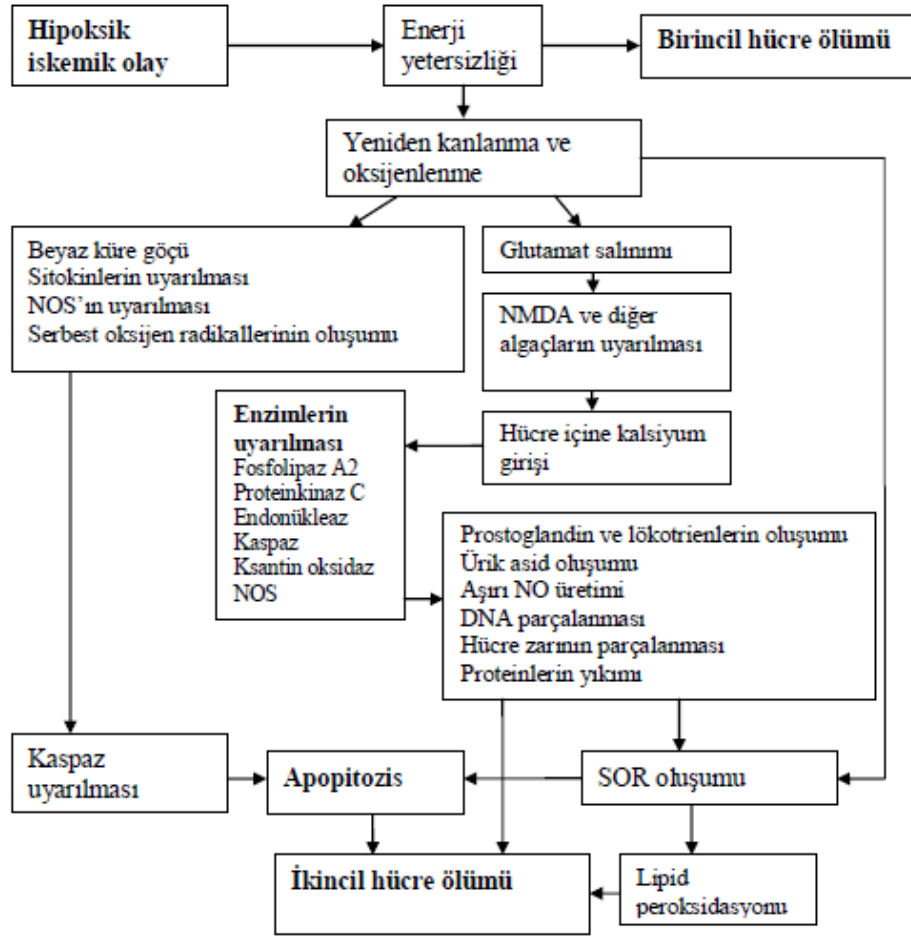 Hipoksik
iskemik olay
Enerji
yetersizliği
Birincil hücre ölümü
Yeniden kanlanma ve
oksijenlenme
Beyaz küre göçü
Sitokinlerin uyarılması
NOS’ın uyarılması
Serbest oksijen radikallerinin oluşumu
Glutamat salınımı
NMDA ve diğer
algaçların uyarılması
Hücre içine kalsiyum
girişi
Enzimlerin
uyarılması
Fosfolipaz A2
Proteinkinaz C
Endonükleaz
Kaspaz
Ksantin oksidaz
NOS
Prostoglandin ve lökotrienlerin oluşumu
Ürik asid oluşumu
Aşırı NO üretimi
DNA parçalanması
Hücre zarının parçalanması
Proteinlerin yıkımı
Kaspaz
uyarılması
Apopitozis
SOR oluşumu
İkincil hücre ölümü
Lipid
peroksidasyonu